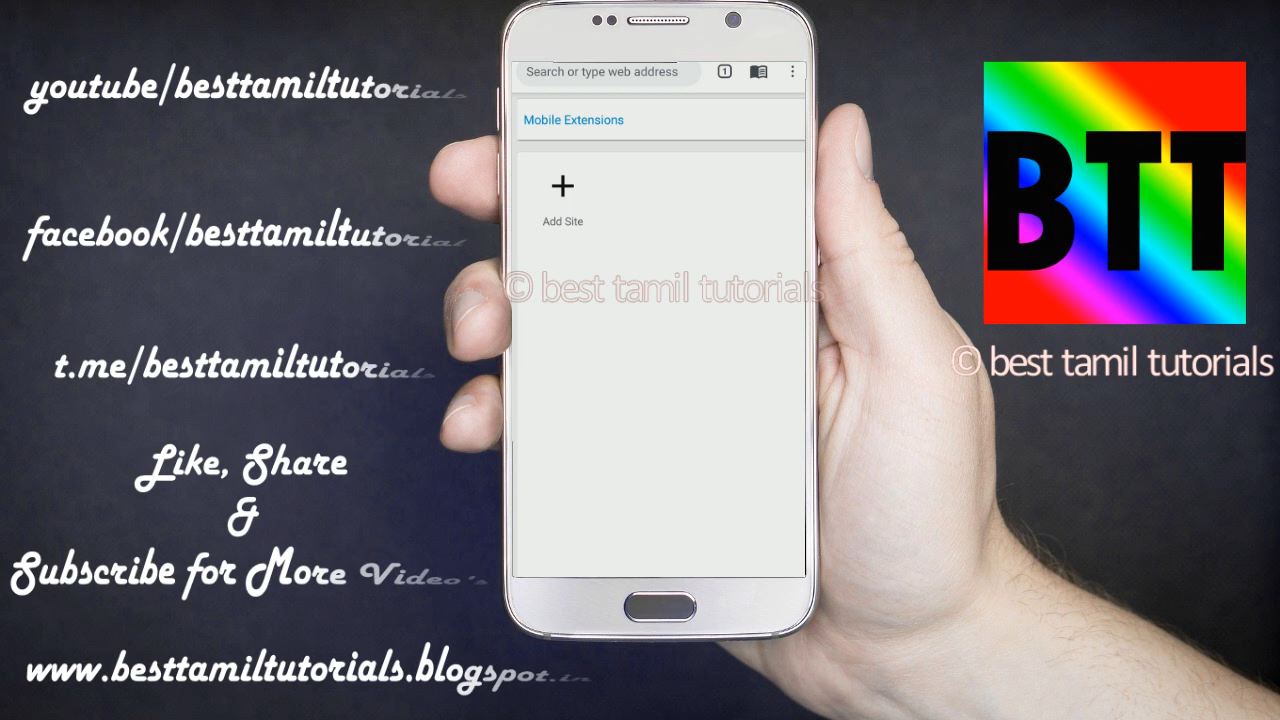 youtube/besttamiltutorials
facebook/besttamiltutorial
t.me/besttamiltutorials
Like, Share
&
Subscribe for More Video's
www.besttamiltutorials.blogspot.in
Search or type web address
1
Mobile Extensions
+
Add Site
© best tamil tutorials
BTT
© best tamil tutorials